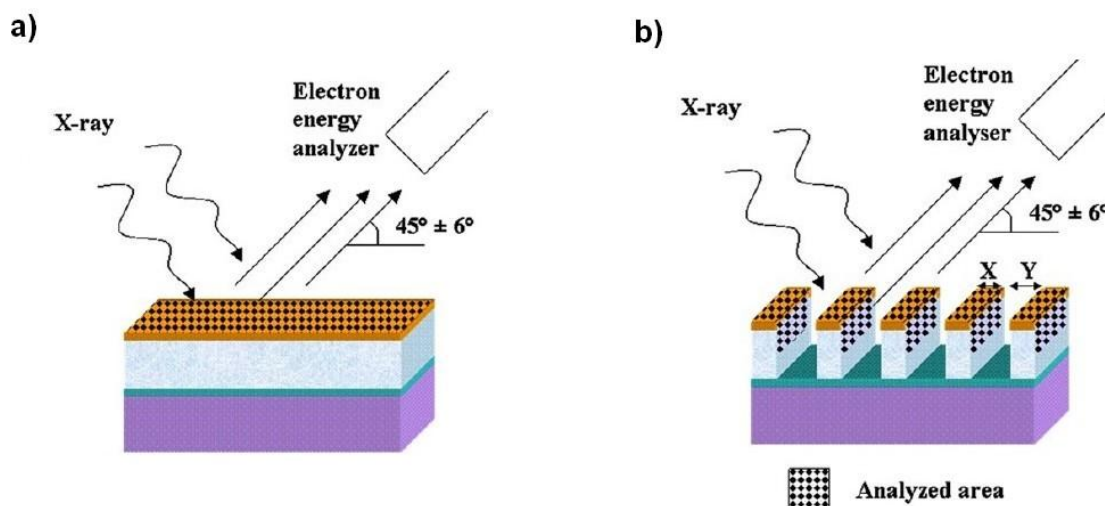 a)
X-ray
Electron
energy
analyzer
45° ± 6°
b)
X-ray
Electron
energy
analyser
45° ± 6°
X Y
Analyzed area